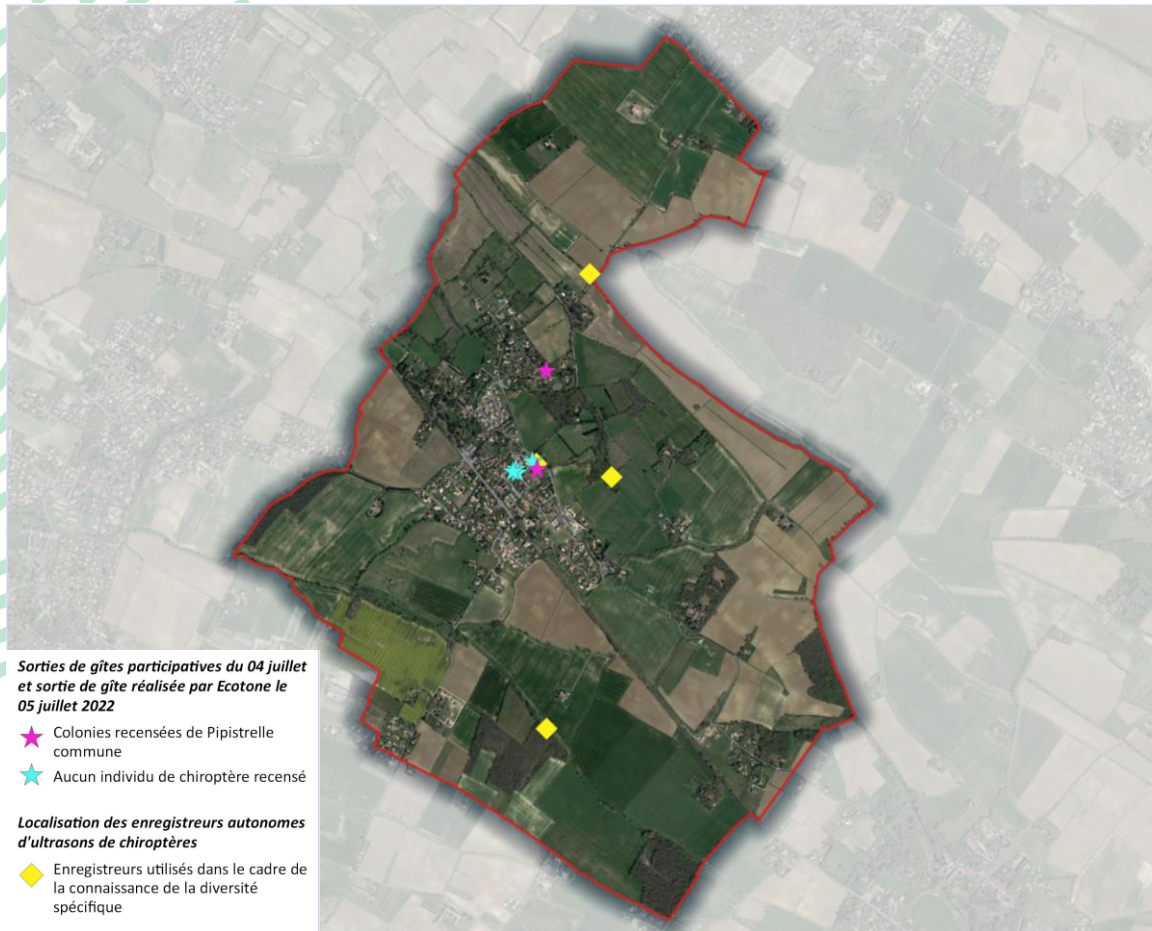 Sorties de gîtes participatives du 04 juillet
et sortie de gîte réalisée par Ecotone le
05 juillet 2022
Colonies recensées de Pipistrelle
commune
Aucun individu de chiroptère recensé
Localisation des enregistreurs autonomes
d'ultrasons de chiroptères
Enregistreurs utilisés dans le cadre de
la connaissance de la diversité
spécifique